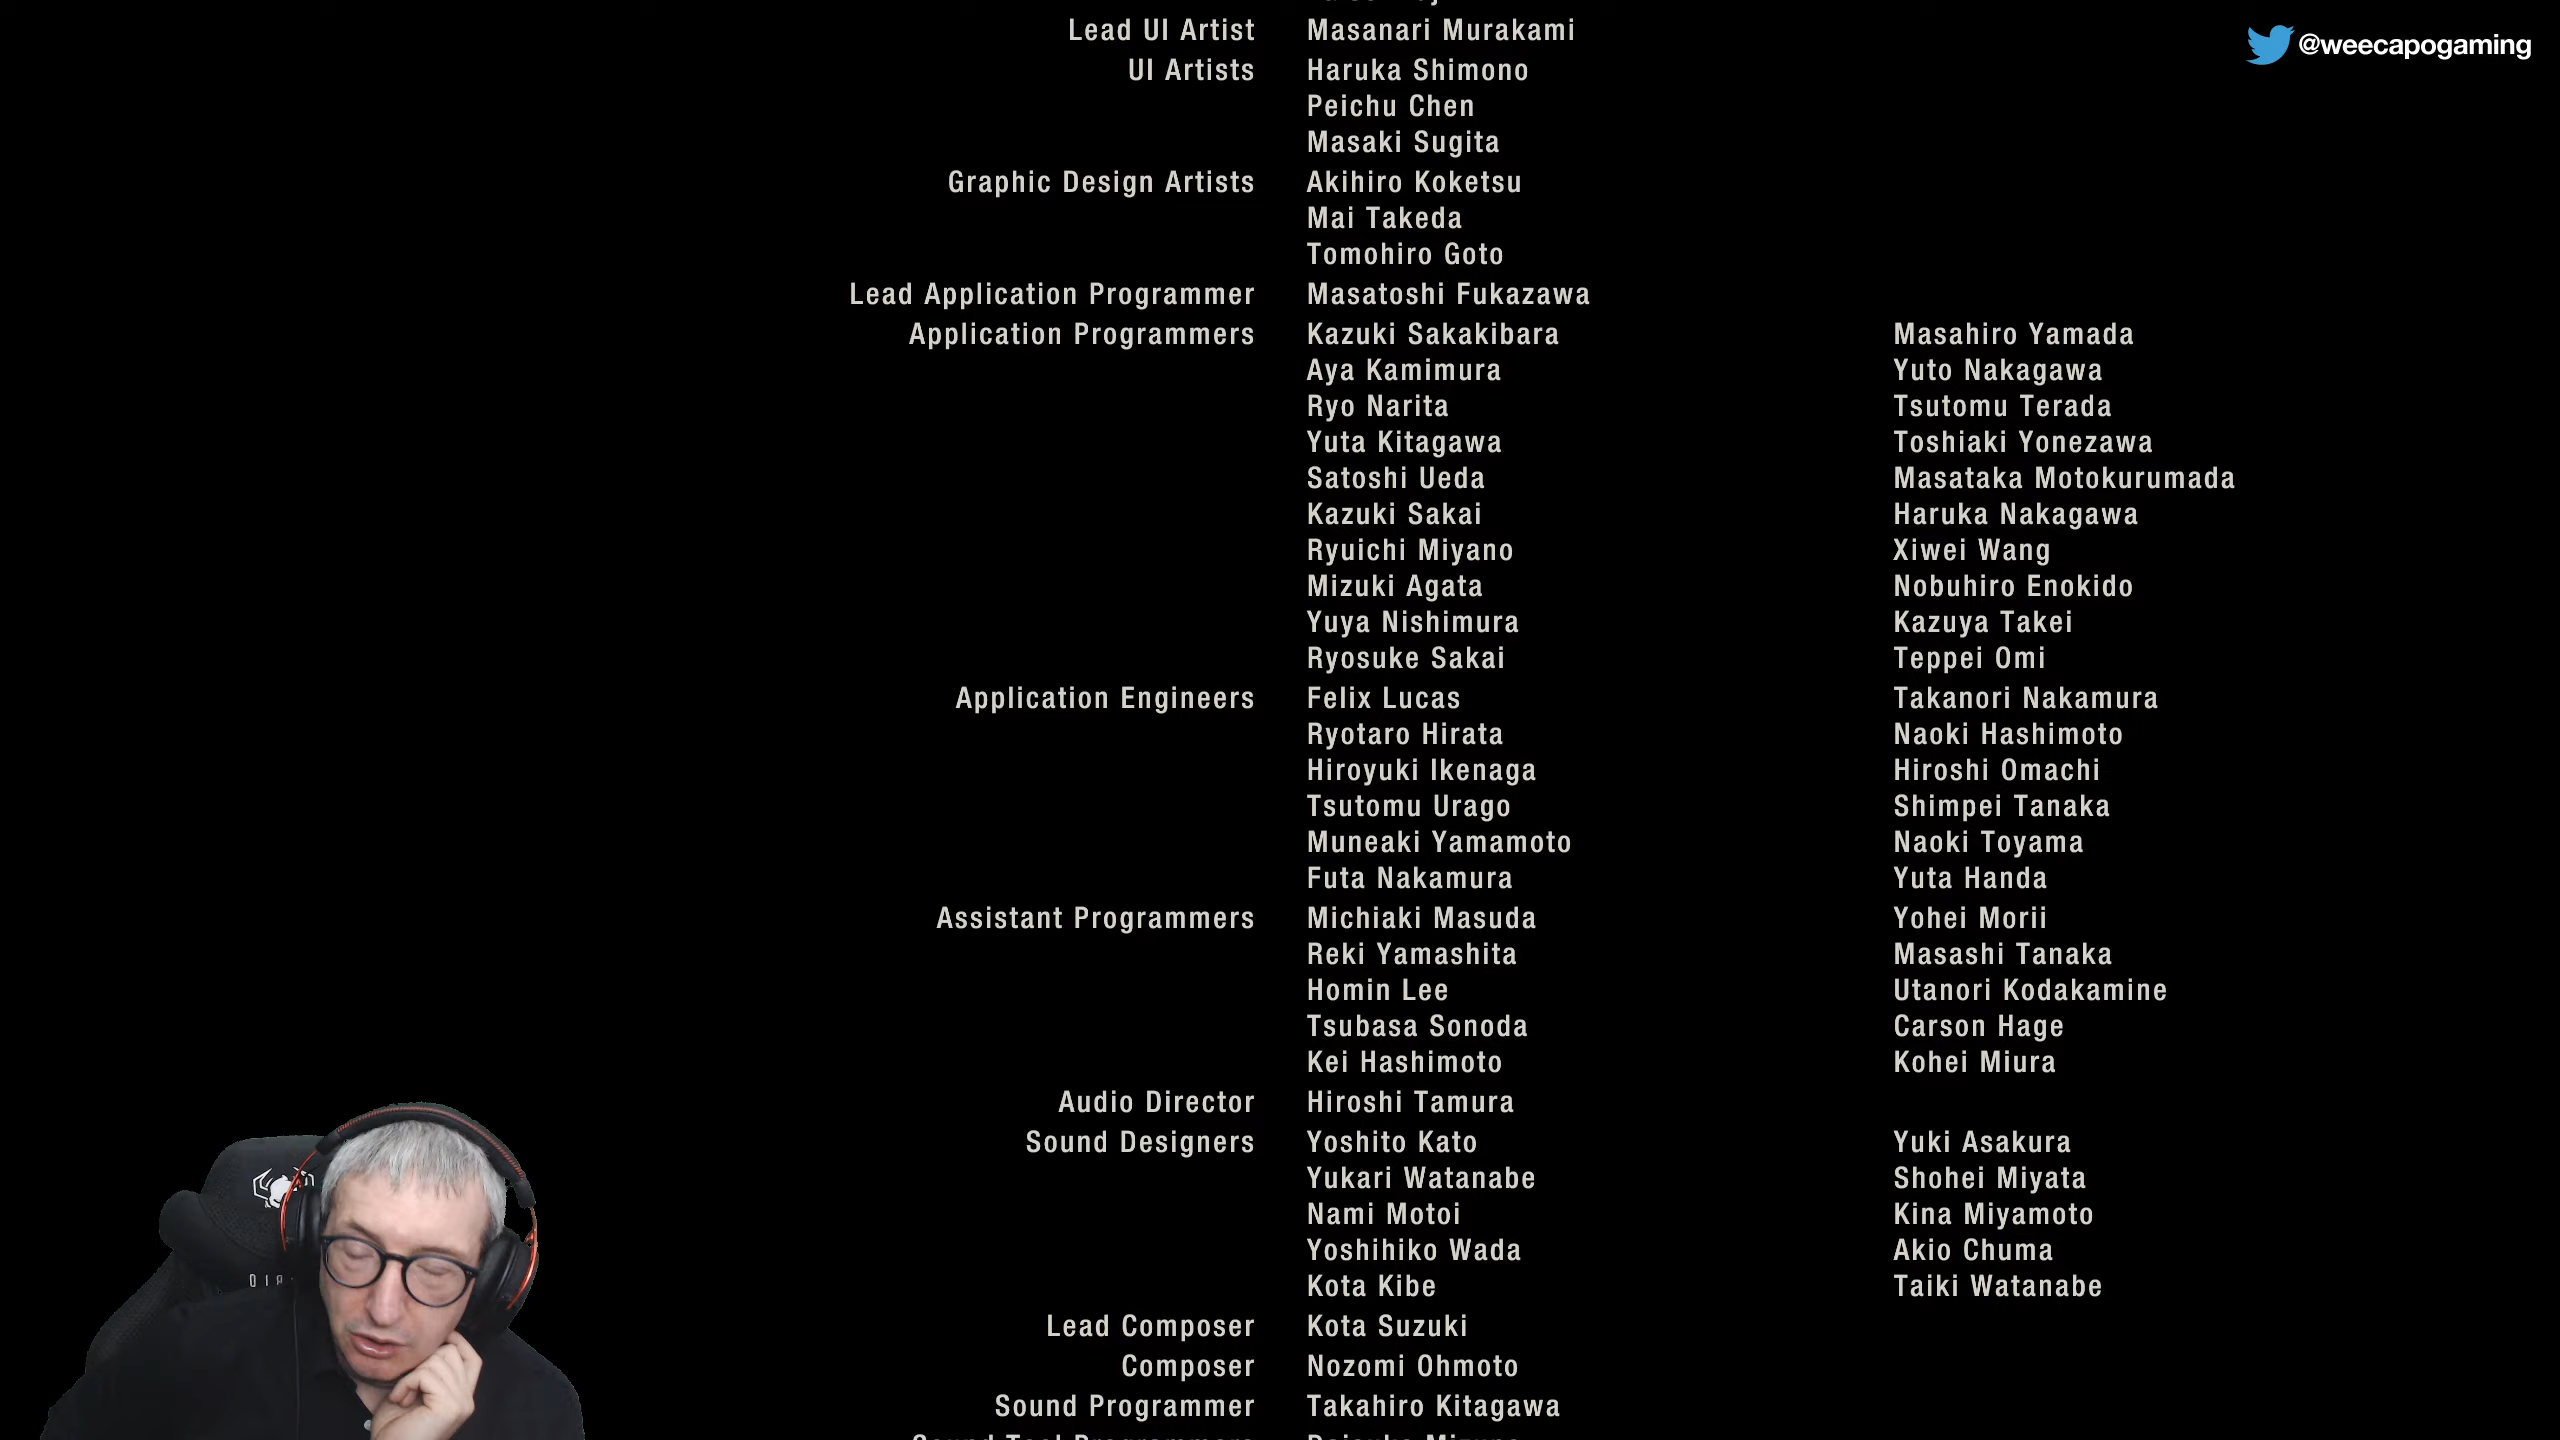 Lead UI Artist Masanari Murakami
@weecapogaming
UI Artists Haruka Shimono
Peichu Chen
Masaki Sugita
Graphic Design Artists Akihiro Koketsu
Mai Takeda
Tomohiro Goto
Lead Application Programmer Masatoshi Fukazawa
Application Programmers Kazuki Sakakibara Masahiro Yamada
Aya Kamimura Yuto Nakagawa
Ryo Narita Tsutomu Terada
Yuta Kitagawa Toshiaki Yonezawa
Satoshi Ueda Masataka Motokurumada
Kazuki Sakai Haruka Nakagawa
Ryuichi Miyano Xiwei Wang
Mizuki Agata Nobuhiro Enokido
Yuya Nishimura Kazuya Takei
Ryosuke Sakai Teppei Omi
Application Engineers Felix Lucas Takanori Nakamura
Ryotaro Hirata Naoki Hashimoto
Hiroyuki Ikenaga Hiroshi Omachi
Tsutomu Urago Shimpei Tanaka
Muneaki Yamamoto Naoki Toyama
Futa Nakamura Yuta Handa
Assistant Programmers Michiaki Masuda Yohei Morii
Reki Yamashita Masashi Tanaka
Homin Lee Utanori Kodakamine
Tsubasa Sonoda Carson Hage
Kei Hashimoto Kohei Miura
Audio Director Hiroshi Tamura
Sound Designers Yoshito Kato Yuki Asakura
Yukari Watanabe Shohei Miyata
Nami Motoi Kina Miyamoto
Yoshihiko Wada Akio Chuma
Kota Kibe Taiki Watanabe
Lead Composer Kota Suzuki
Composer Nozomi Ohmoto
Sound Programmer Takahiro Kitagawa